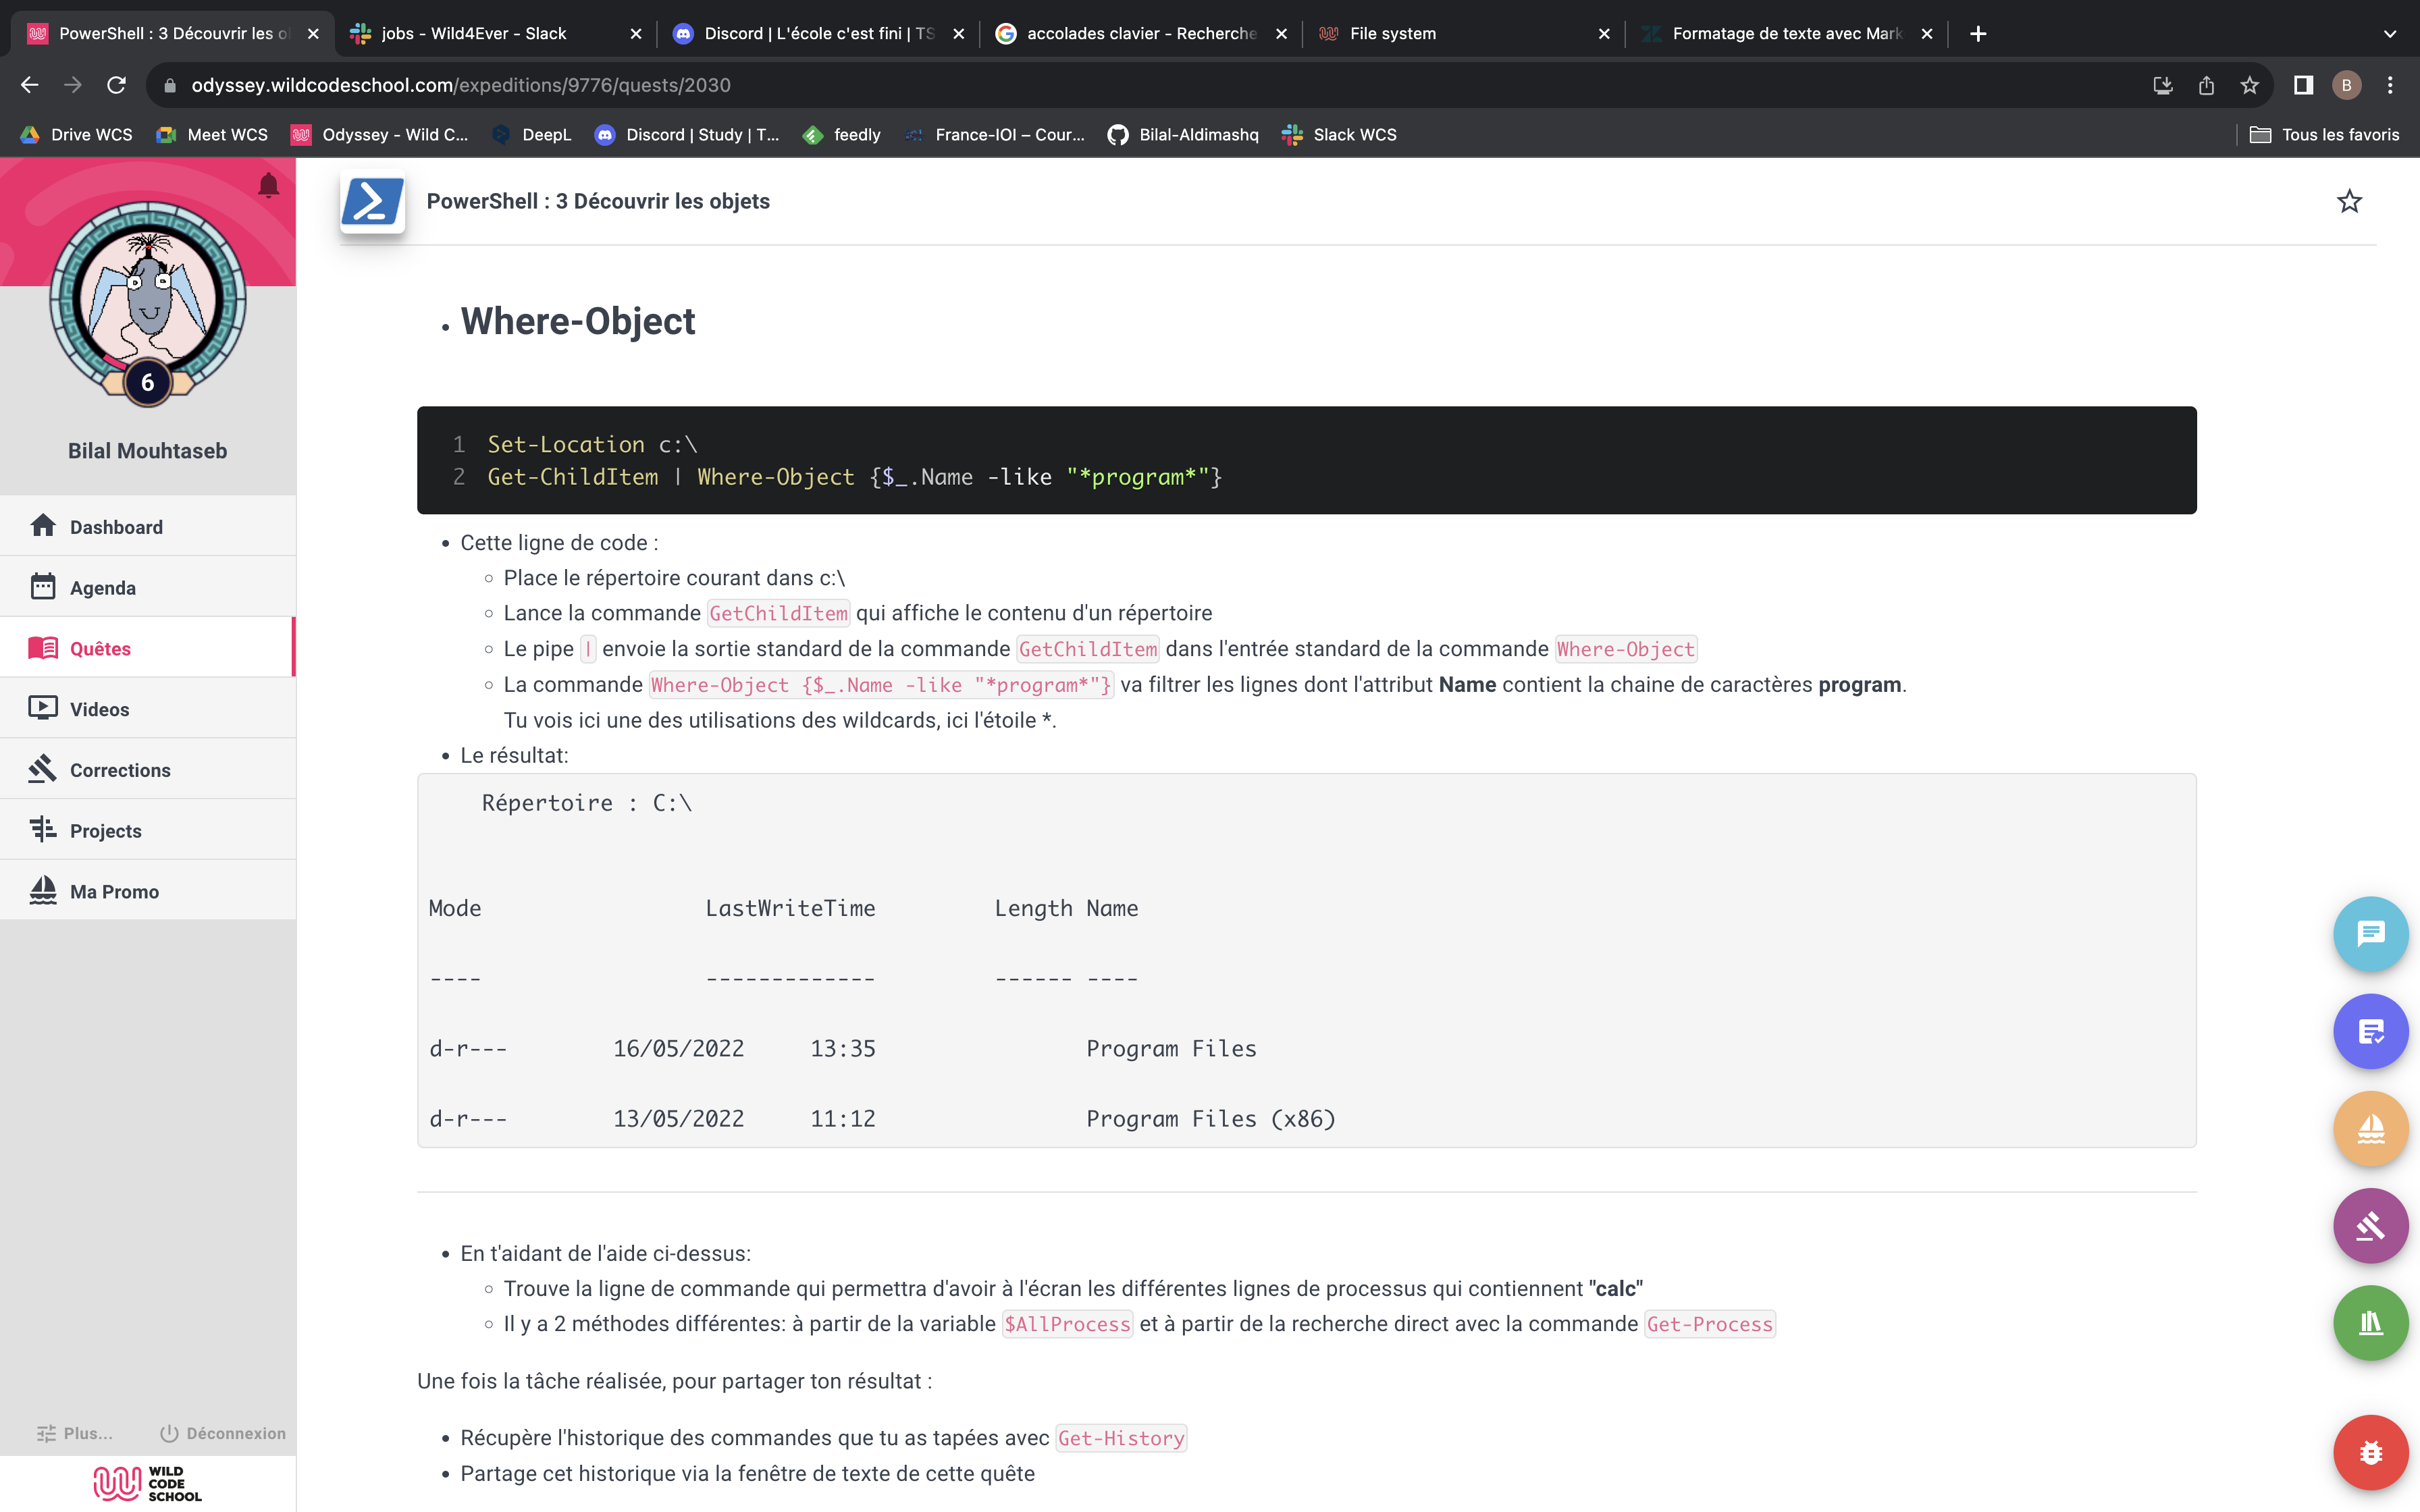 PowerShell : 3 Découvrir les o
jobs - Wild4Ever - Slack
Discord | L'école c'est fini | TS
accolades clavier - Recherche
File system
Formatage de texte avec Mark
odyssey.wildcodeschool.com/expeditions/9776/quests/2030
B
Drive WCS
Meet WCS
Odyssey - Wild C...
DeepL
Discord | Study | T...
feedly
France-IOI – Cour...
Bilal-Aldimashq
Slack WCS
Tous les favoris
6
Bilal Mouhtaseb
Dashboard
Agenda
Quêtes
Videos
Corrections
Projects
Ma Promo
Plus...
Déconnexion
WILD
CODE
SCHOOL
PowerShell : 3 Découvrir les objets
• Where-Object
1 Set-Location c:\
2 Get-ChildItem | Where-Object {$_.Name -like "*program*"}
• Cette ligne de code :
◦ Place le répertoire courant dans c:\
◦ Lance la commande GetChildItem qui affiche le contenu d'un répertoire
◦ Le pipe | envoie la sortie standard de la commande GetChildItem dans l'entrée standard de la commande Where-Object
◦ La commande Where-Object {$_.Name -like "*program*"} va filtrer les lignes dont l'attribut Name contient la chaine de caractères program.
Tu vois ici une des utilisations des wildcards, ici l'étoile *.
• Le résultat:
Répertoire : C:\
Mode LastWriteTime Length Name
---- ------------- ------ ----
d-r--- 16/05/2022 13:35 Program Files
d-r--- 13/05/2022 11:12 Program Files (x86)
• En t'aidant de l'aide ci-dessus:
◦ Trouve la ligne de commande qui permettra d'avoir à l'écran les différentes lignes de processus qui contiennent "calc"
◦ Il y a 2 méthodes différentes: à partir de la variable $AllProcess et à partir de la recherche direct avec la commande Get-Process
Une fois la tâche réalisée, pour partager ton résultat :
• Récupère l'historique des commandes que tu as tapées avec Get-History
• Partage cet historique via la fenêtre de texte de cette quête